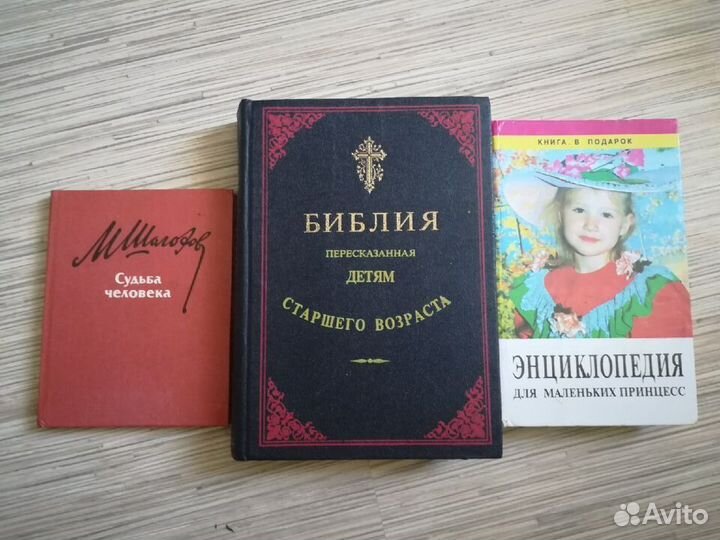 М Шолохов
Судьба
человека
БИБЛИЯ
ПЕРЕСКАЗАННАЯ
ДЕТЯМ
СТАРШЕГО ВОЗРАСТА
КНИГА В ПОДАРОК
ЭНЦИКЛОПЕДИЯ
ДЛЯ МАЛЕНЬКИХ ПРИНЦЕСС
Avito